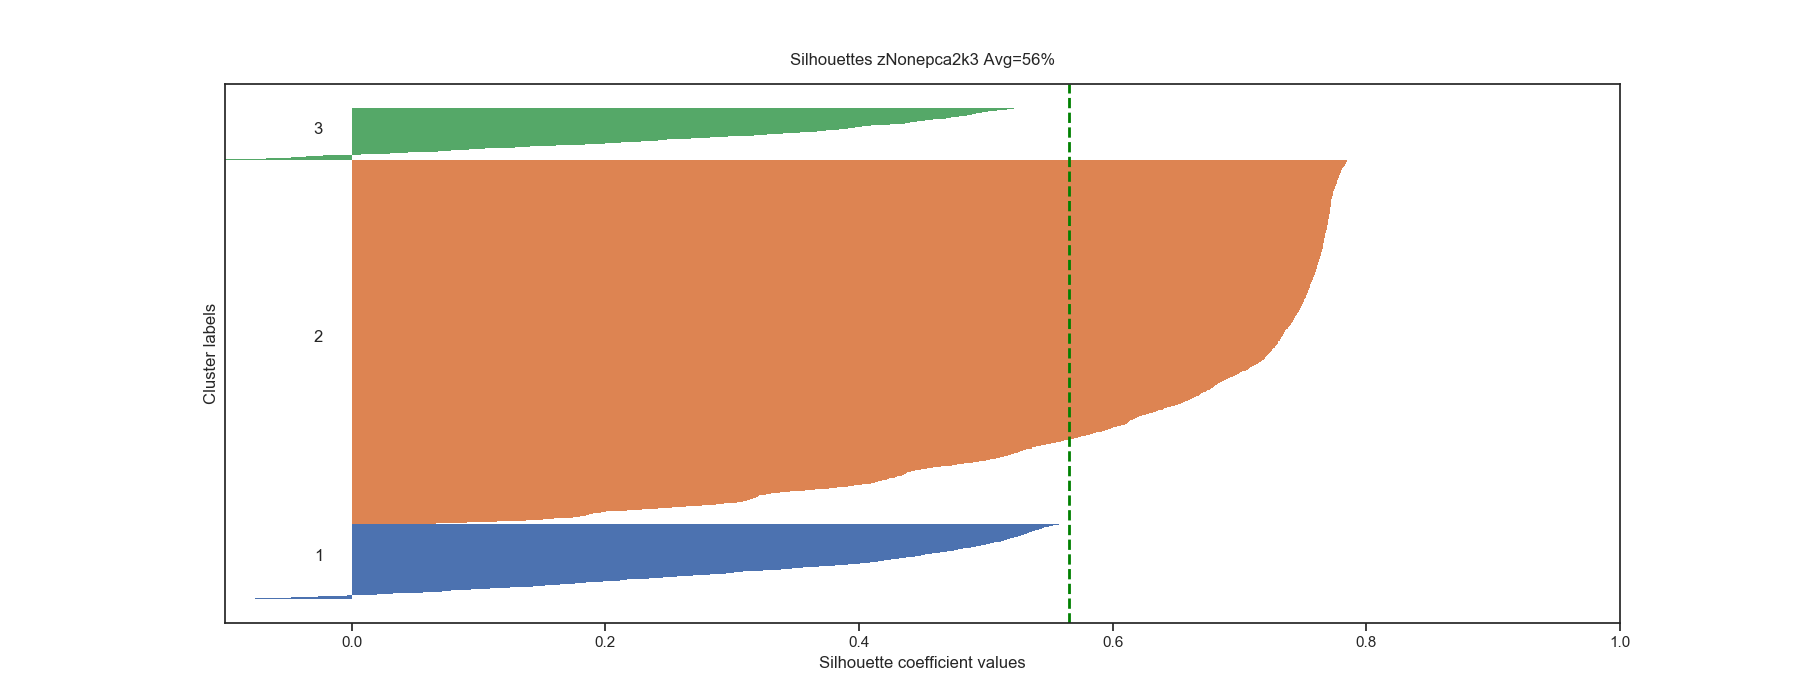 Silhouettes zNonepca2k3 Avg=56%
3
2
1
Cluster labels
0.0 0.2 0.4 0.6 0.8 1.0
Silhouette coefficient values